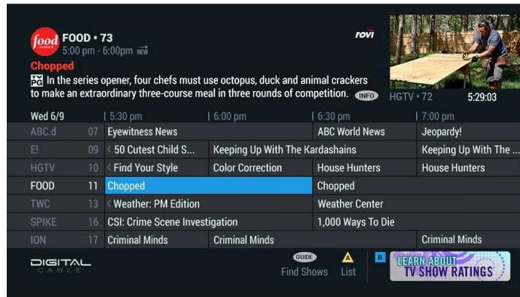 food
FOOD • 73
5:00 pm - 6:00pm NEW
rovi
Chopped
PG In the series opener, four chefs must use octopus, duck and animal crackers
to make an extraordinary three-course meal in three rounds of competition. INFO
HGTV • 72 5:29:03
Wed 6/9 5:30 pm 6:00 pm 6:30 pm 7:00 pm
ABC.d 07 Eyewitness News ABC World News Jeopardy!
E! 09 < 50 Cutest Child S... Keeping Up With The Kardashains Keeping Up With The ...
HGTV 10 < Find Your Style Color Correction House Hunters House Hunters
FOOD 11 Chopped Chopped
TWC 13 < Weather: PM Edition Weather Center
SPIKE 16 CSI: Crime Scene Investigation 1,000 Ways To Die
ION 17 Criminal Minds Criminal Minds Criminal Minds
DIGITAL
CABLE
GUIDE A B
Find Shows List
LEARN ABOUT
TV SHOW RATINGS